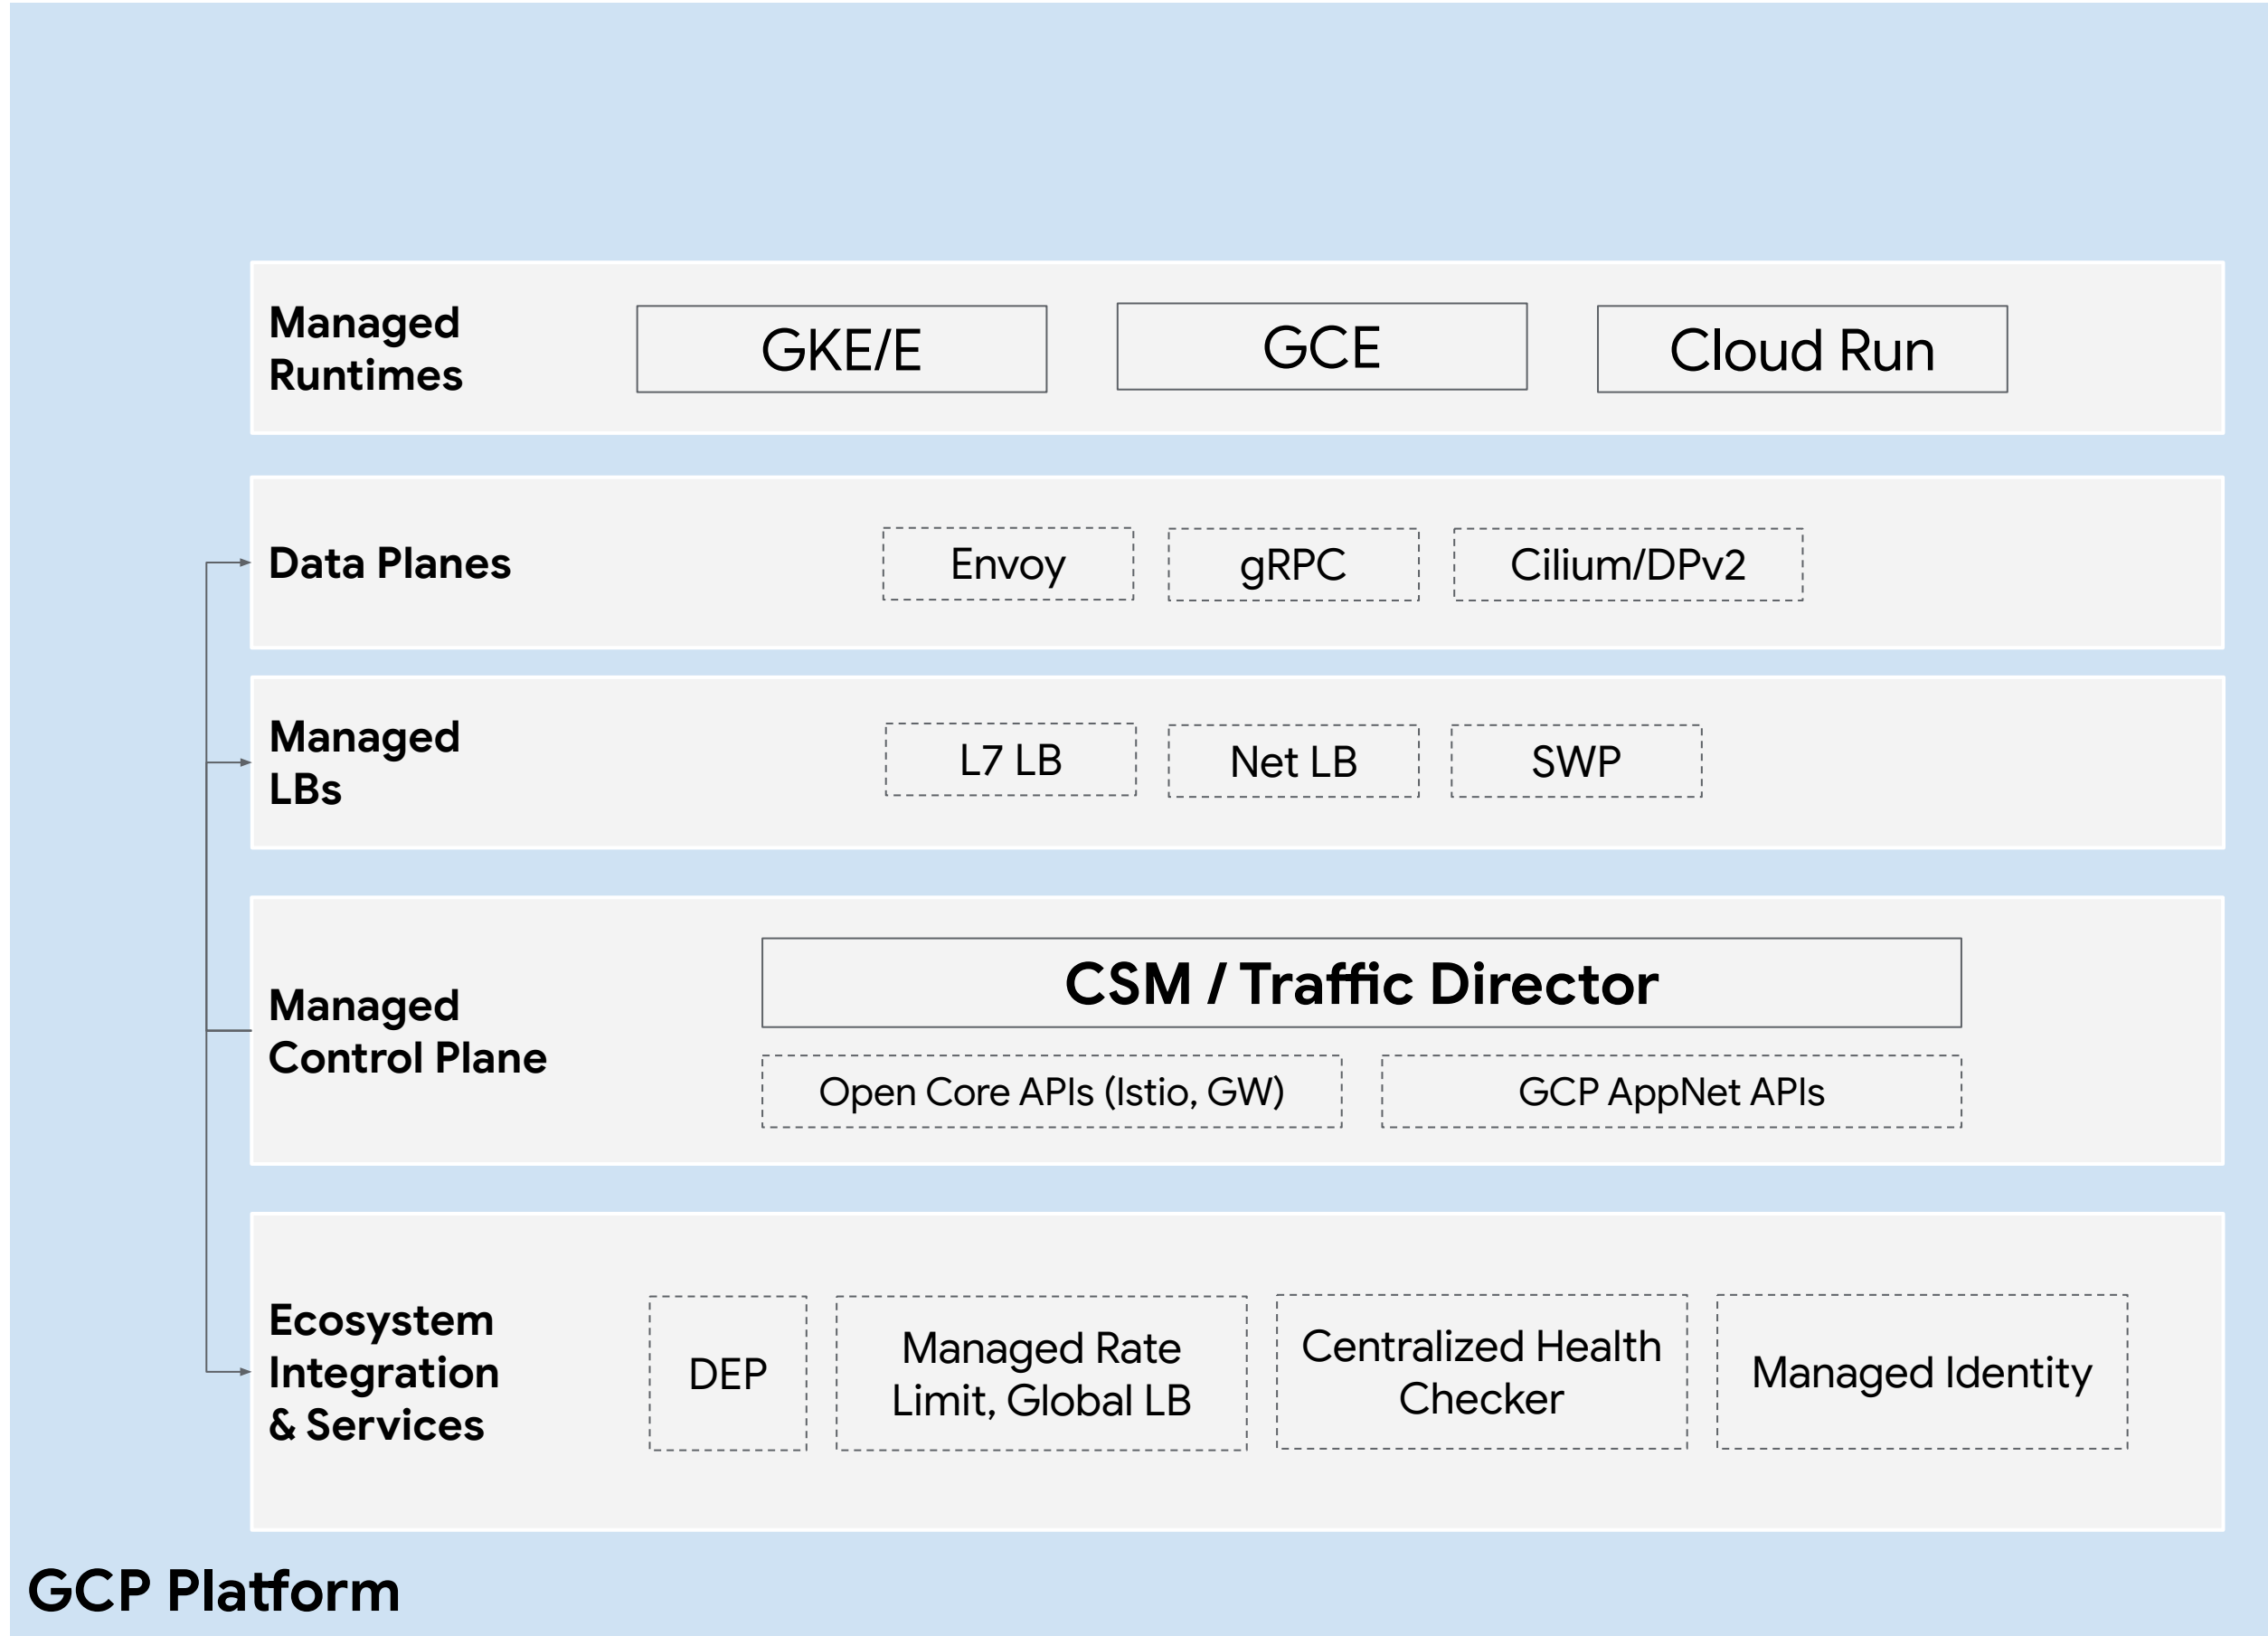 Managed
Runtimes
GKE/E
GCE
Cloud Run
Data Planes
Envoy
gRPC
Cilium/DPv2
Managed
LBs
L7 LB
Net LB
SWP
Managed
Control Plane
CSM / Traffic Director
Open Core APIs (Istio, GW)
GCP AppNet APIs
Ecosystem
Integration
& Services
DEP
Managed Rate
Limit, Global LB
Centralized Health
Checker
Managed Identity
GCP Platform